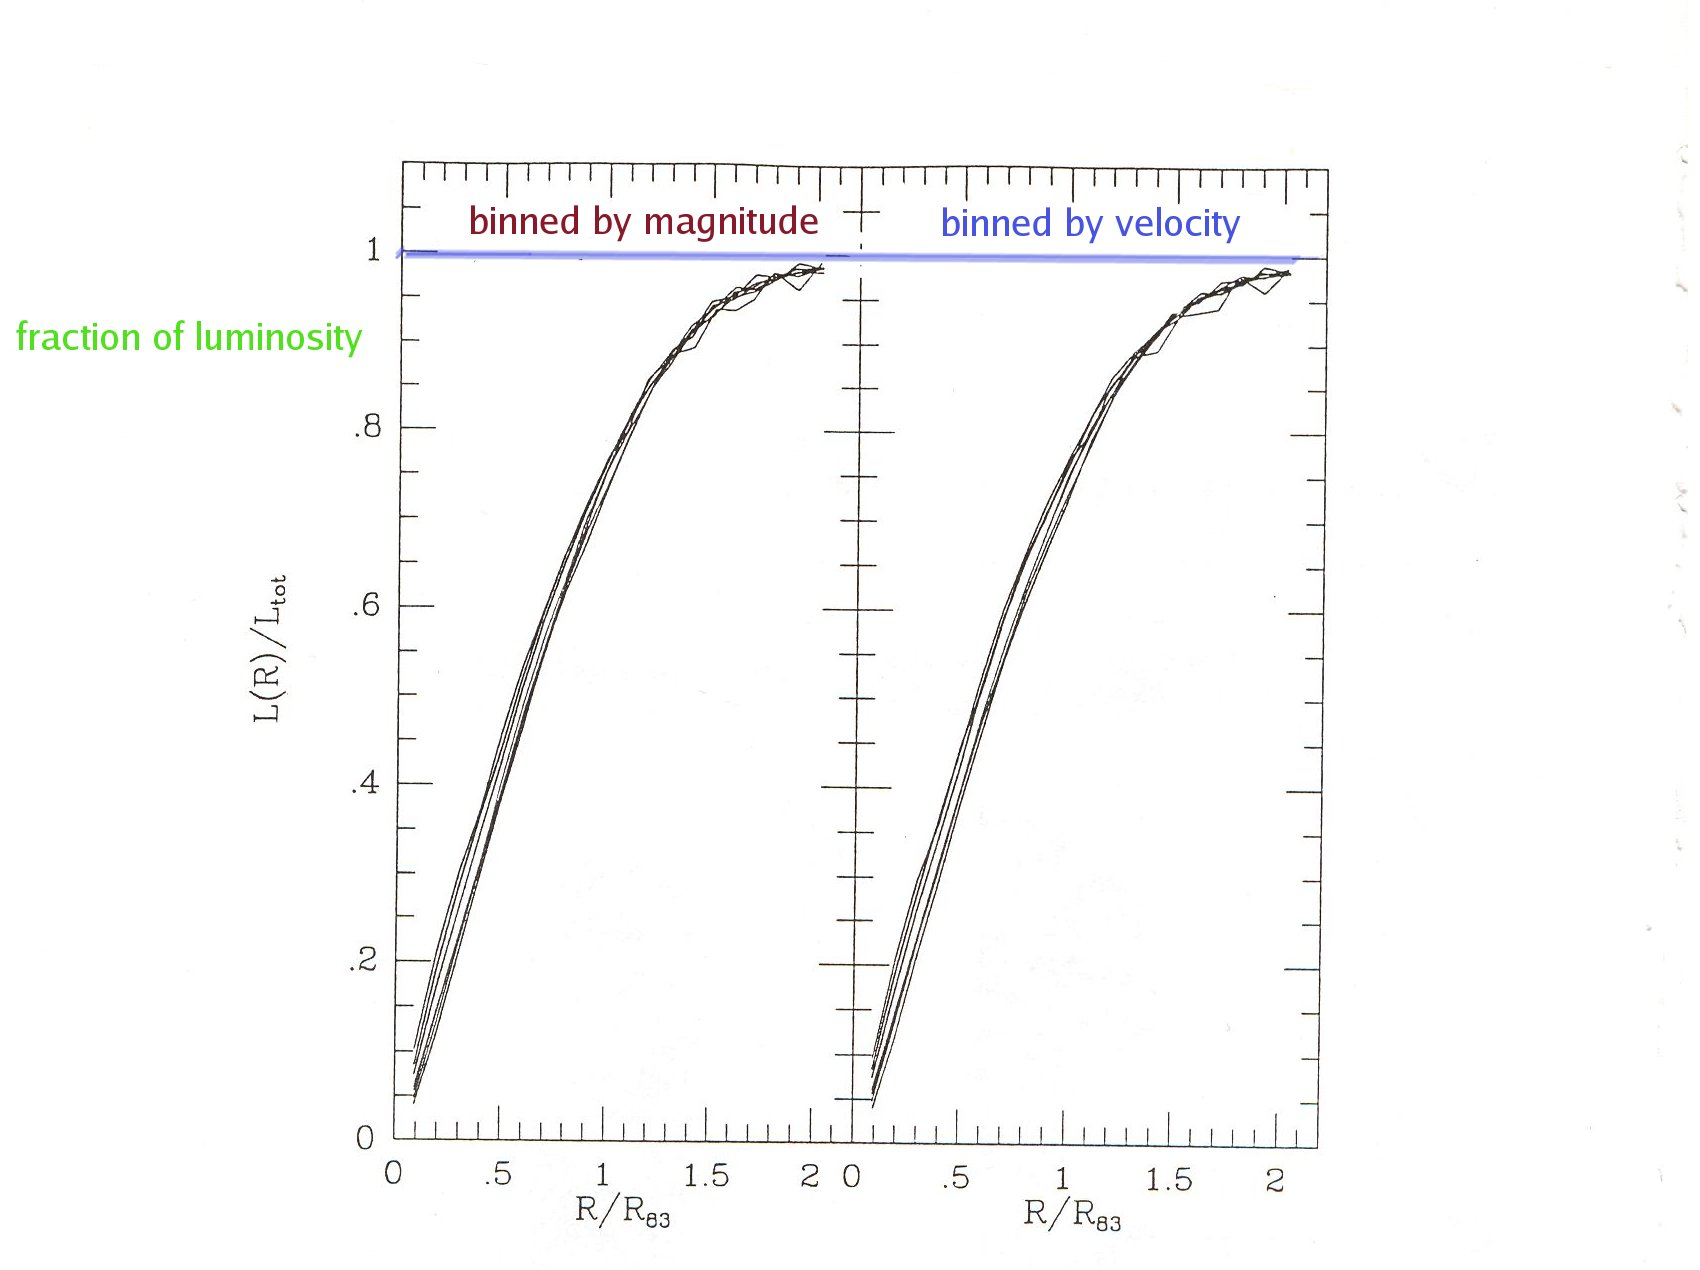 binned by magnitude
binned by velocity
1
fraction of luminosity
.8
.6
L(R)/Ltot
.4
.2
0
0 .5 1 1.5 2 0 .5 1 1.5 2
R/R83
R/R83